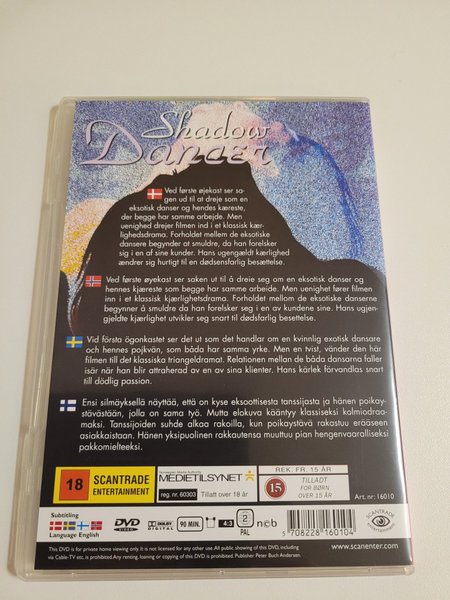 Shadow
Dancer
Ved første øjekast ser sa-
gen ud til at dreje som en
eksotisk danser og hendes kæreste,
der begge har samme arbejde. Men
uenighed drejer filmen ind i et klassisk kær-
lighedsdrama. Forholdet mellem de eksotiske
dansere begynder at smuldre, da han forelsker
sig i en af sine kunder. Hans ugengældt kærlighed
ændrer sig hurtigt til en dødsensfarlig besættelse.
Ved første øyekast ser saken ut til å dreie seg om en eksotisk danser og
hennes kjæreste som begge har samme arbeide. Men uenighet fører filmen
inn i et klassisk kjærlighetsdrama. Forholdet mellom de eksotiske danserne
begynner å smuldre da han forelsker seg i en av kundene sine. Hans ugjen-
gjeldte kjærlighet utvikler seg snart til dødsfarlig besettelse.
Vid första ögonkastet ser det ut som det handlar om en kvinnlig exotisk dansare
och hennes pojkvän, som båda har samma yrke. Men en tvist, vänder den här
filmen till det klassiska triangeldramat. Relationen mellan de båda dansarna faller
isär när han blir attraherad av en av sina klienter. Hans kärlek förvandlas snart
till dödlig passion.
Ensi silmäyksellä näyttää, että on kyse eksoottisesta tanssijasta ja hänen poikay-
stävästään, jolla on sama työ. Mutta elokuva kääntyy klassiseksi kolmiodraa-
maksi. Tanssijoiden suhde alkaa rakoilla, kun poikaystävä rakastuu erääseen
asiakkaistaan. Hänen yksipuolinen rakkautensa muuttuu pian hengenvaaralliseksi
pakkomielteeksi.
18 SCANTRADE
ENTERTAINMENT
Norwegian Media Authority
MEDIETILSYNET
reg. nr. 60303 Tillatt over 18 år
REK. FR. 15 ÅR
15 TILLADT
FOR BØRN
OVER 15 ÅR
Art. nr: 16010
Subtitling
Language English
DVD VIDEO
DOLBY DIGITAL
90 MIN.
4:3
2
PAL
ncb
5 708228 160104
SCANTRADE
entertainment
This DVD is for private home viewing only. It is not licensed for any other use. All public showing of this DVD, including
via Cable-TV etc, is prohibited. Any renting, loaning or copying of this DVD is prohibited. Publisher Peter Buch Andersen.
www.scanenter.com